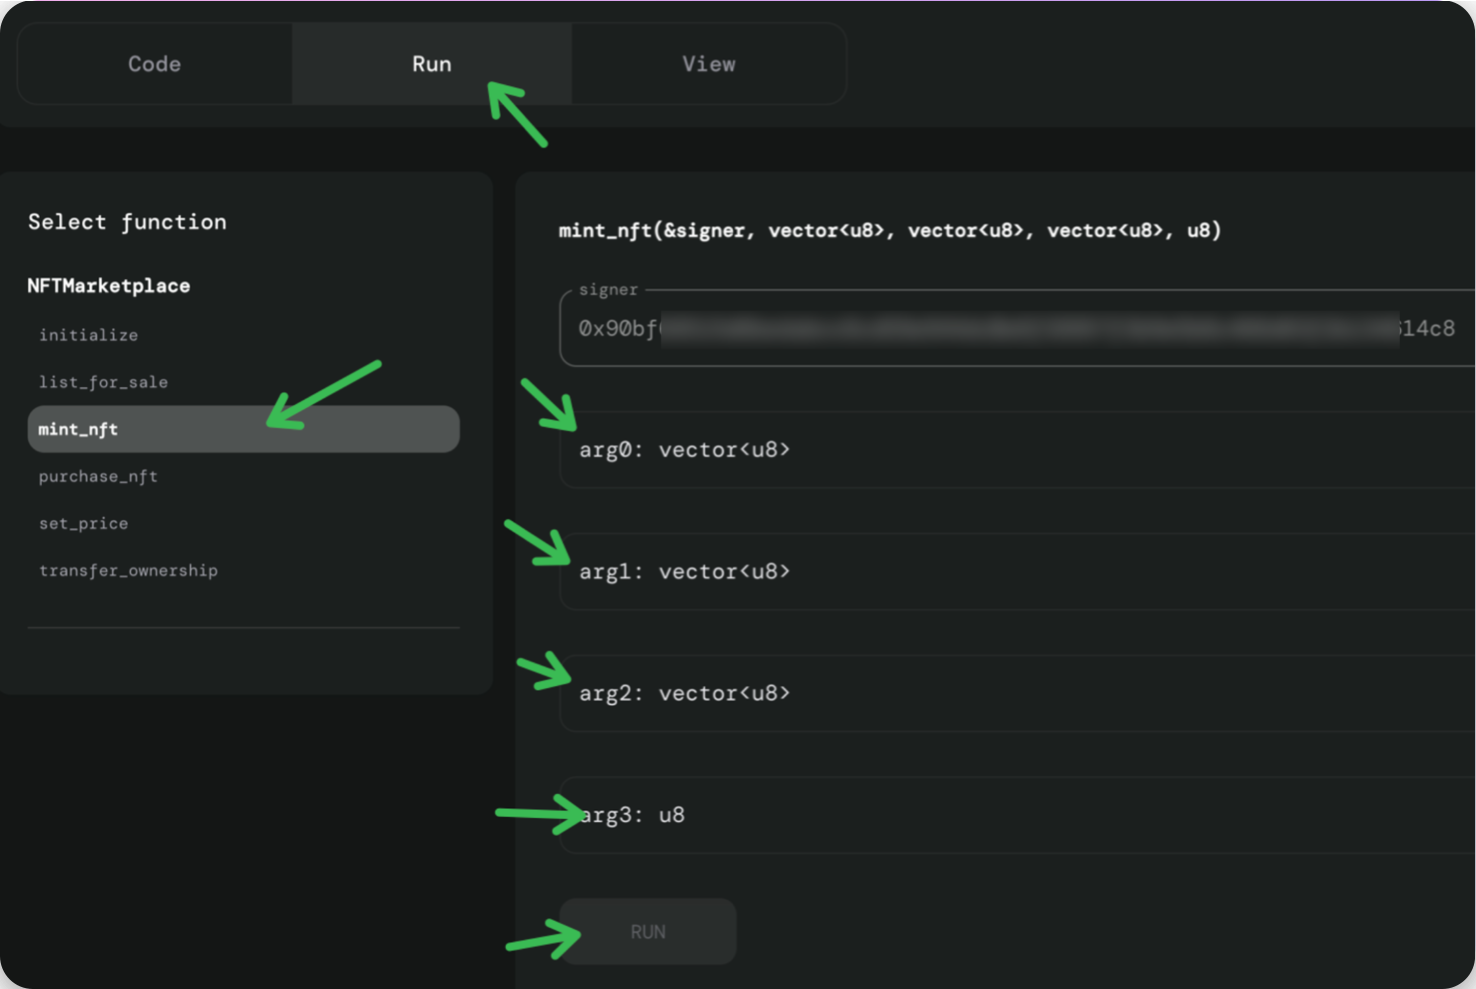 Code
Run
View
Select function
NFTMarketplace
initialize
list_for_sale
mint_nft
purchase_nft
set_price
transfer_ownership
mint_nft(&signer, vector<u8>, vector<u8>, vector<u8>, u8)
signer
0x90bf 14c8
arg0: vector<u8>
arg1: vector<u8>
arg2: vector<u8>
arg3: u8
RUN